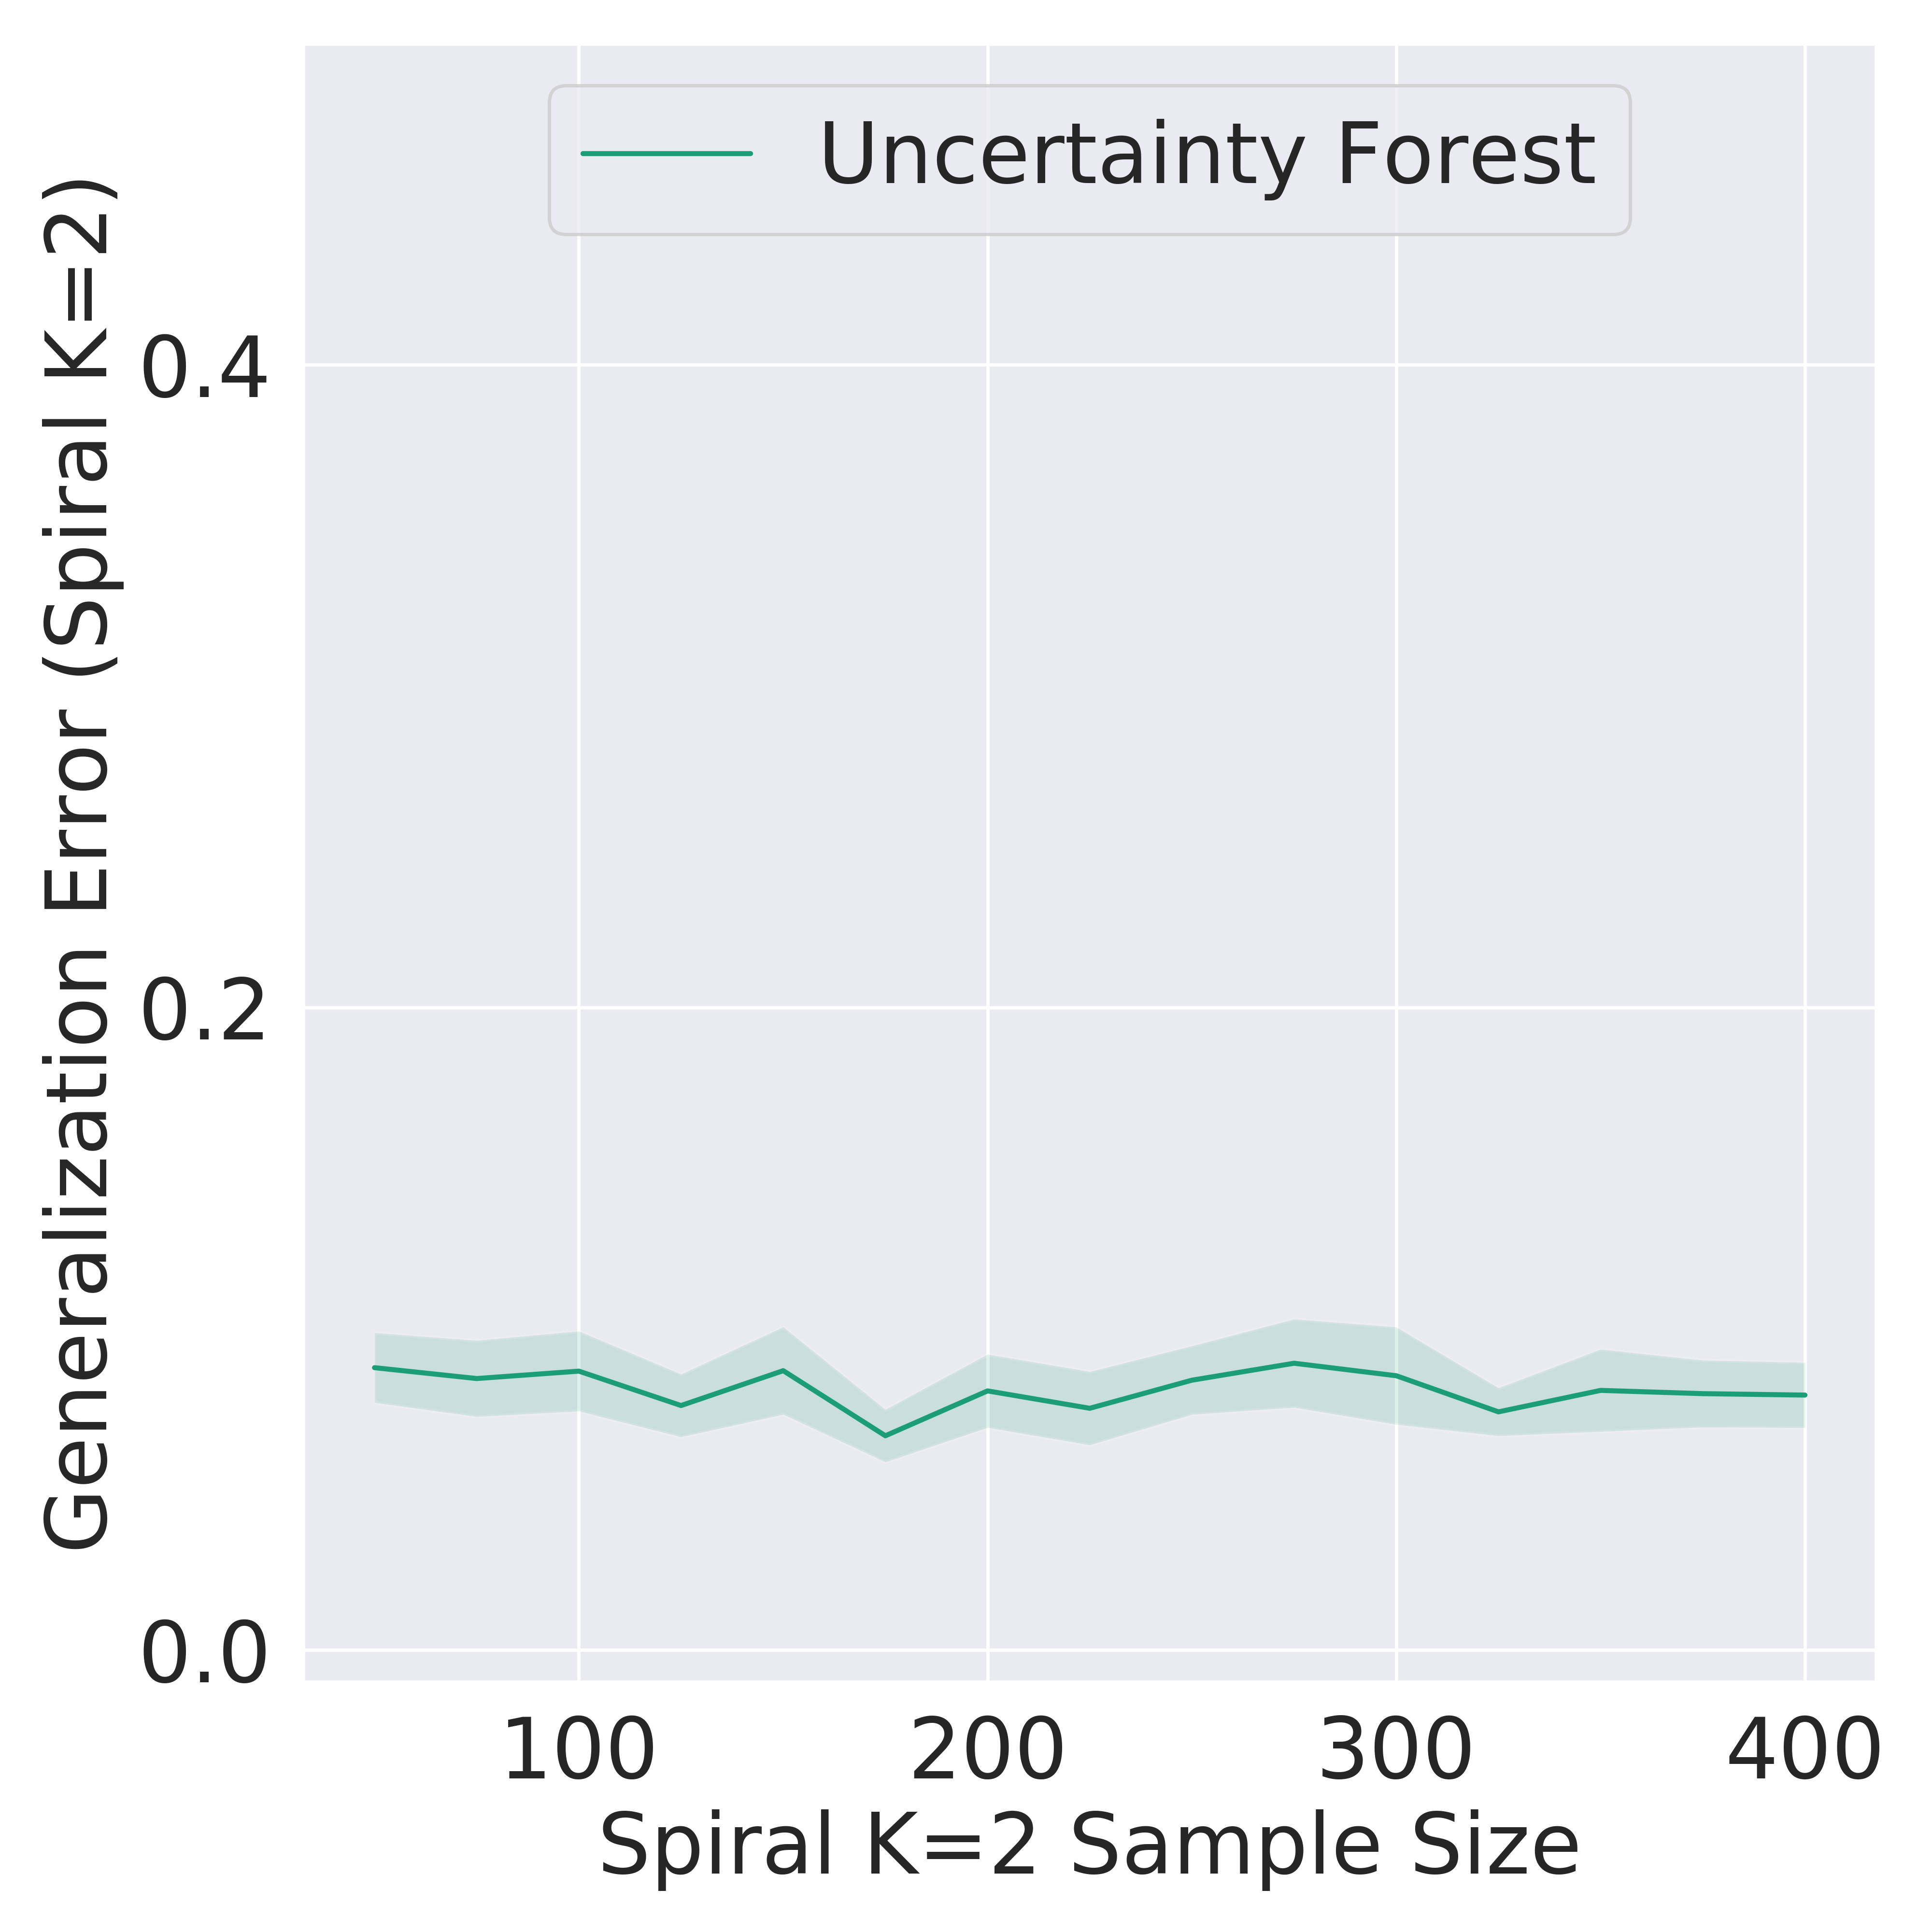 Uncertainty Forest
Generalization Error (Spiral K=2)
0.4
0.2
0.0
100 200 300 400
Spiral K=2 Sample Size